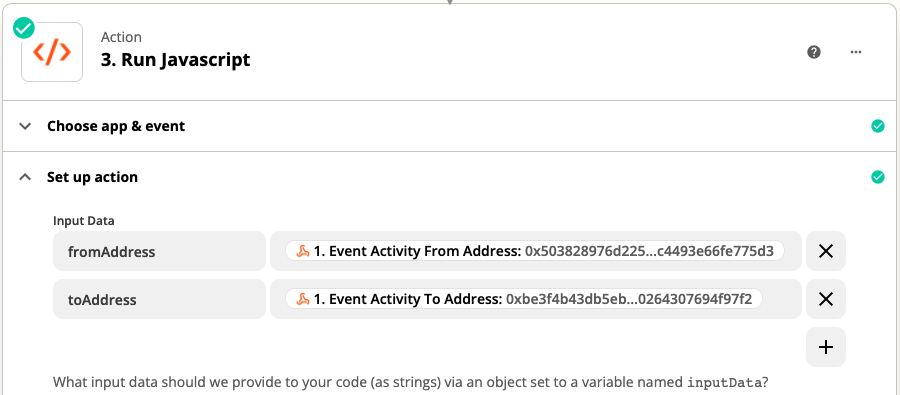 Action
3. Run Javascript
Choose app & event
Set up action
Input Data
fromAddress
1. Event Activity From Address: 0x503828976d225...c4493e66fe775d3
toAddress
1. Event Activity To Address: 0xbe3f4b43db5eb...0264307694f97f2
What input data should we provide to your code (as strings) via an object set to a variable named inputData?